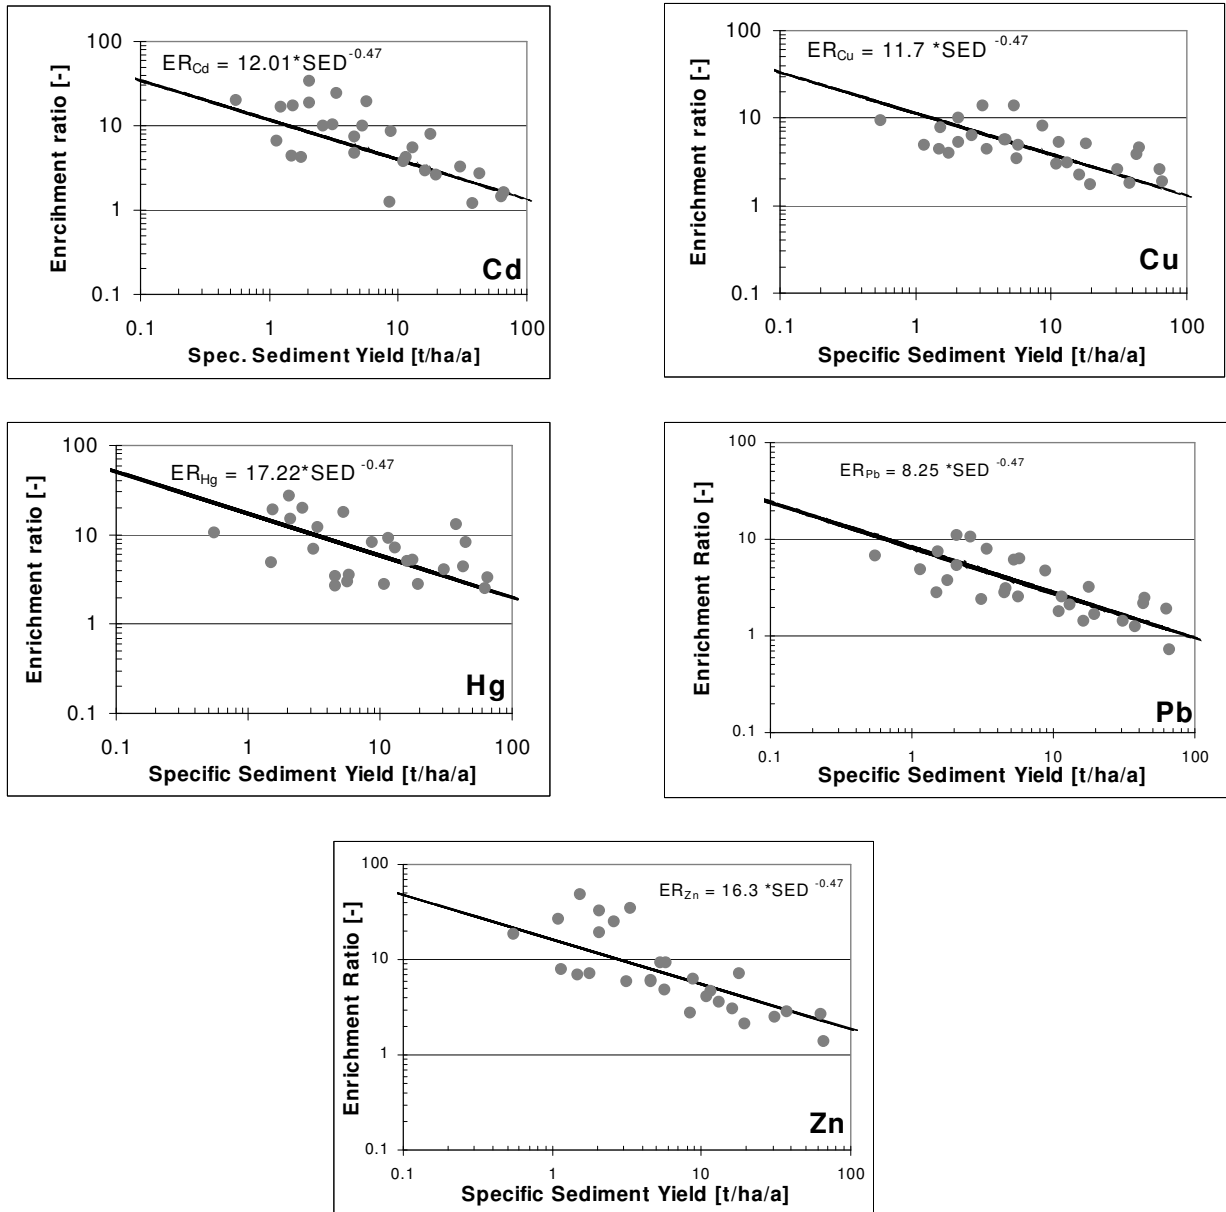 100
ER_Cd = 12.01*SED^-0.47
10
1
0.1
Enrcihment ratio [-]
Cd
0.1 1 10 100
Spec. Sediment Yield [t/ha/a]
100
ER_Cu = 11.7 *SED^-0.47
10
1
0.1
Enrichment ratio [-]
Cu
0.1 1 10 100
Specific Sediment Yield [t/ha/a]
100
ER_Hg = 17.22*SED^-0.47
10
1
0.1
Enrichment ratio [-]
Hg
0.1 1 10 100
Specific Sediment Yield [t/ha/a]
100
ER_Pb = 8.25 *SED^-0.47
10
1
0.1
Enrichment Ratio [-]
Pb
0.1 1 10 100
Specific Sediment Yield [t/ha/a]
100
ER_Zn = 16.3 *SED^-0.47
10
1
0.1
Enrichment Ratio [-]
Zn
0.1 1 10 100
Specific Sediment Yield [t/ha/a]